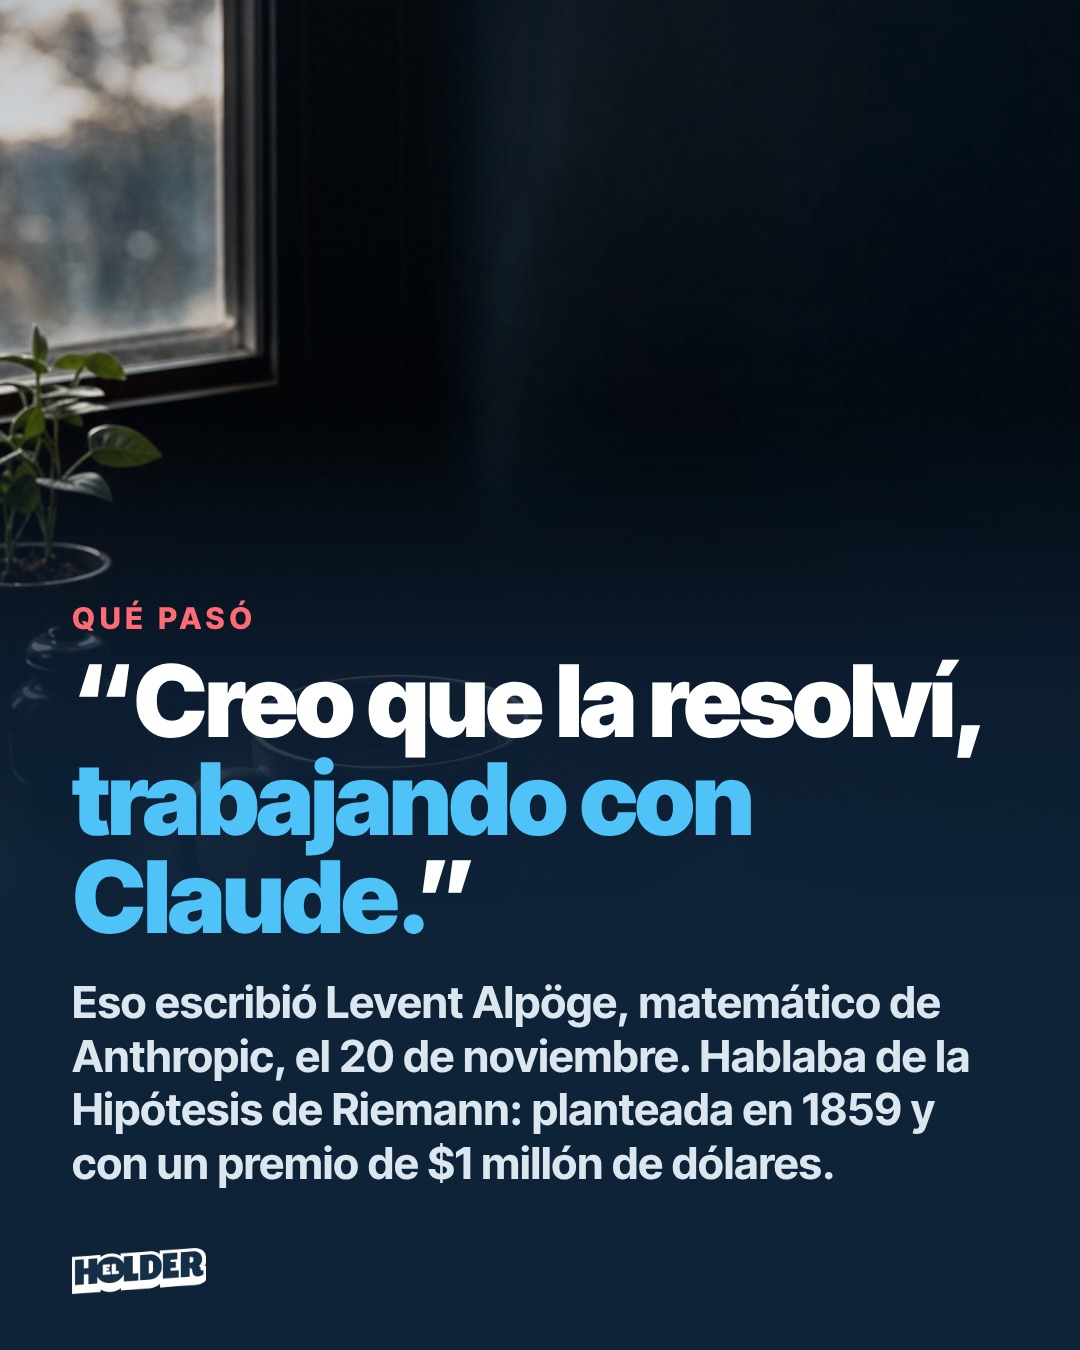 QUÉ PASÓ
“Creo que la resolví,
trabajando con
Claude.”
Eso escribió Levent Alpöge, matemático de
Anthropic, el 20 de noviembre. Hablaba de la
Hipótesis de Riemann: planteada en 1859 y
con un premio de $1 millón de dólares.
EL HOLDER